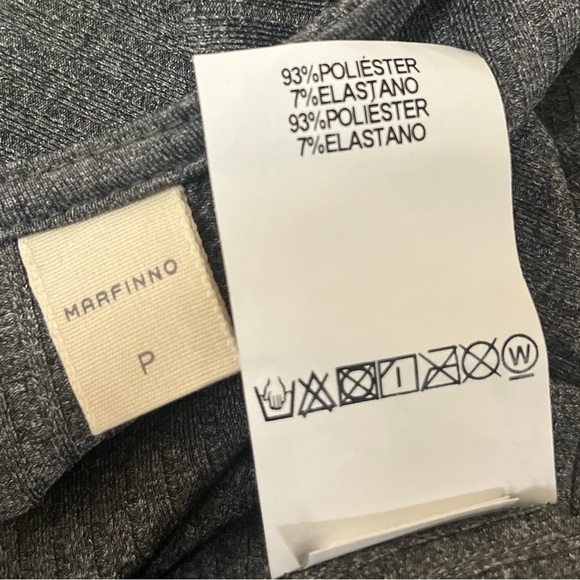 93%POLIÉSTER
7%ELASTANO
93%POLIÉSTER
7%ELASTANO
MARFINNO
P
W